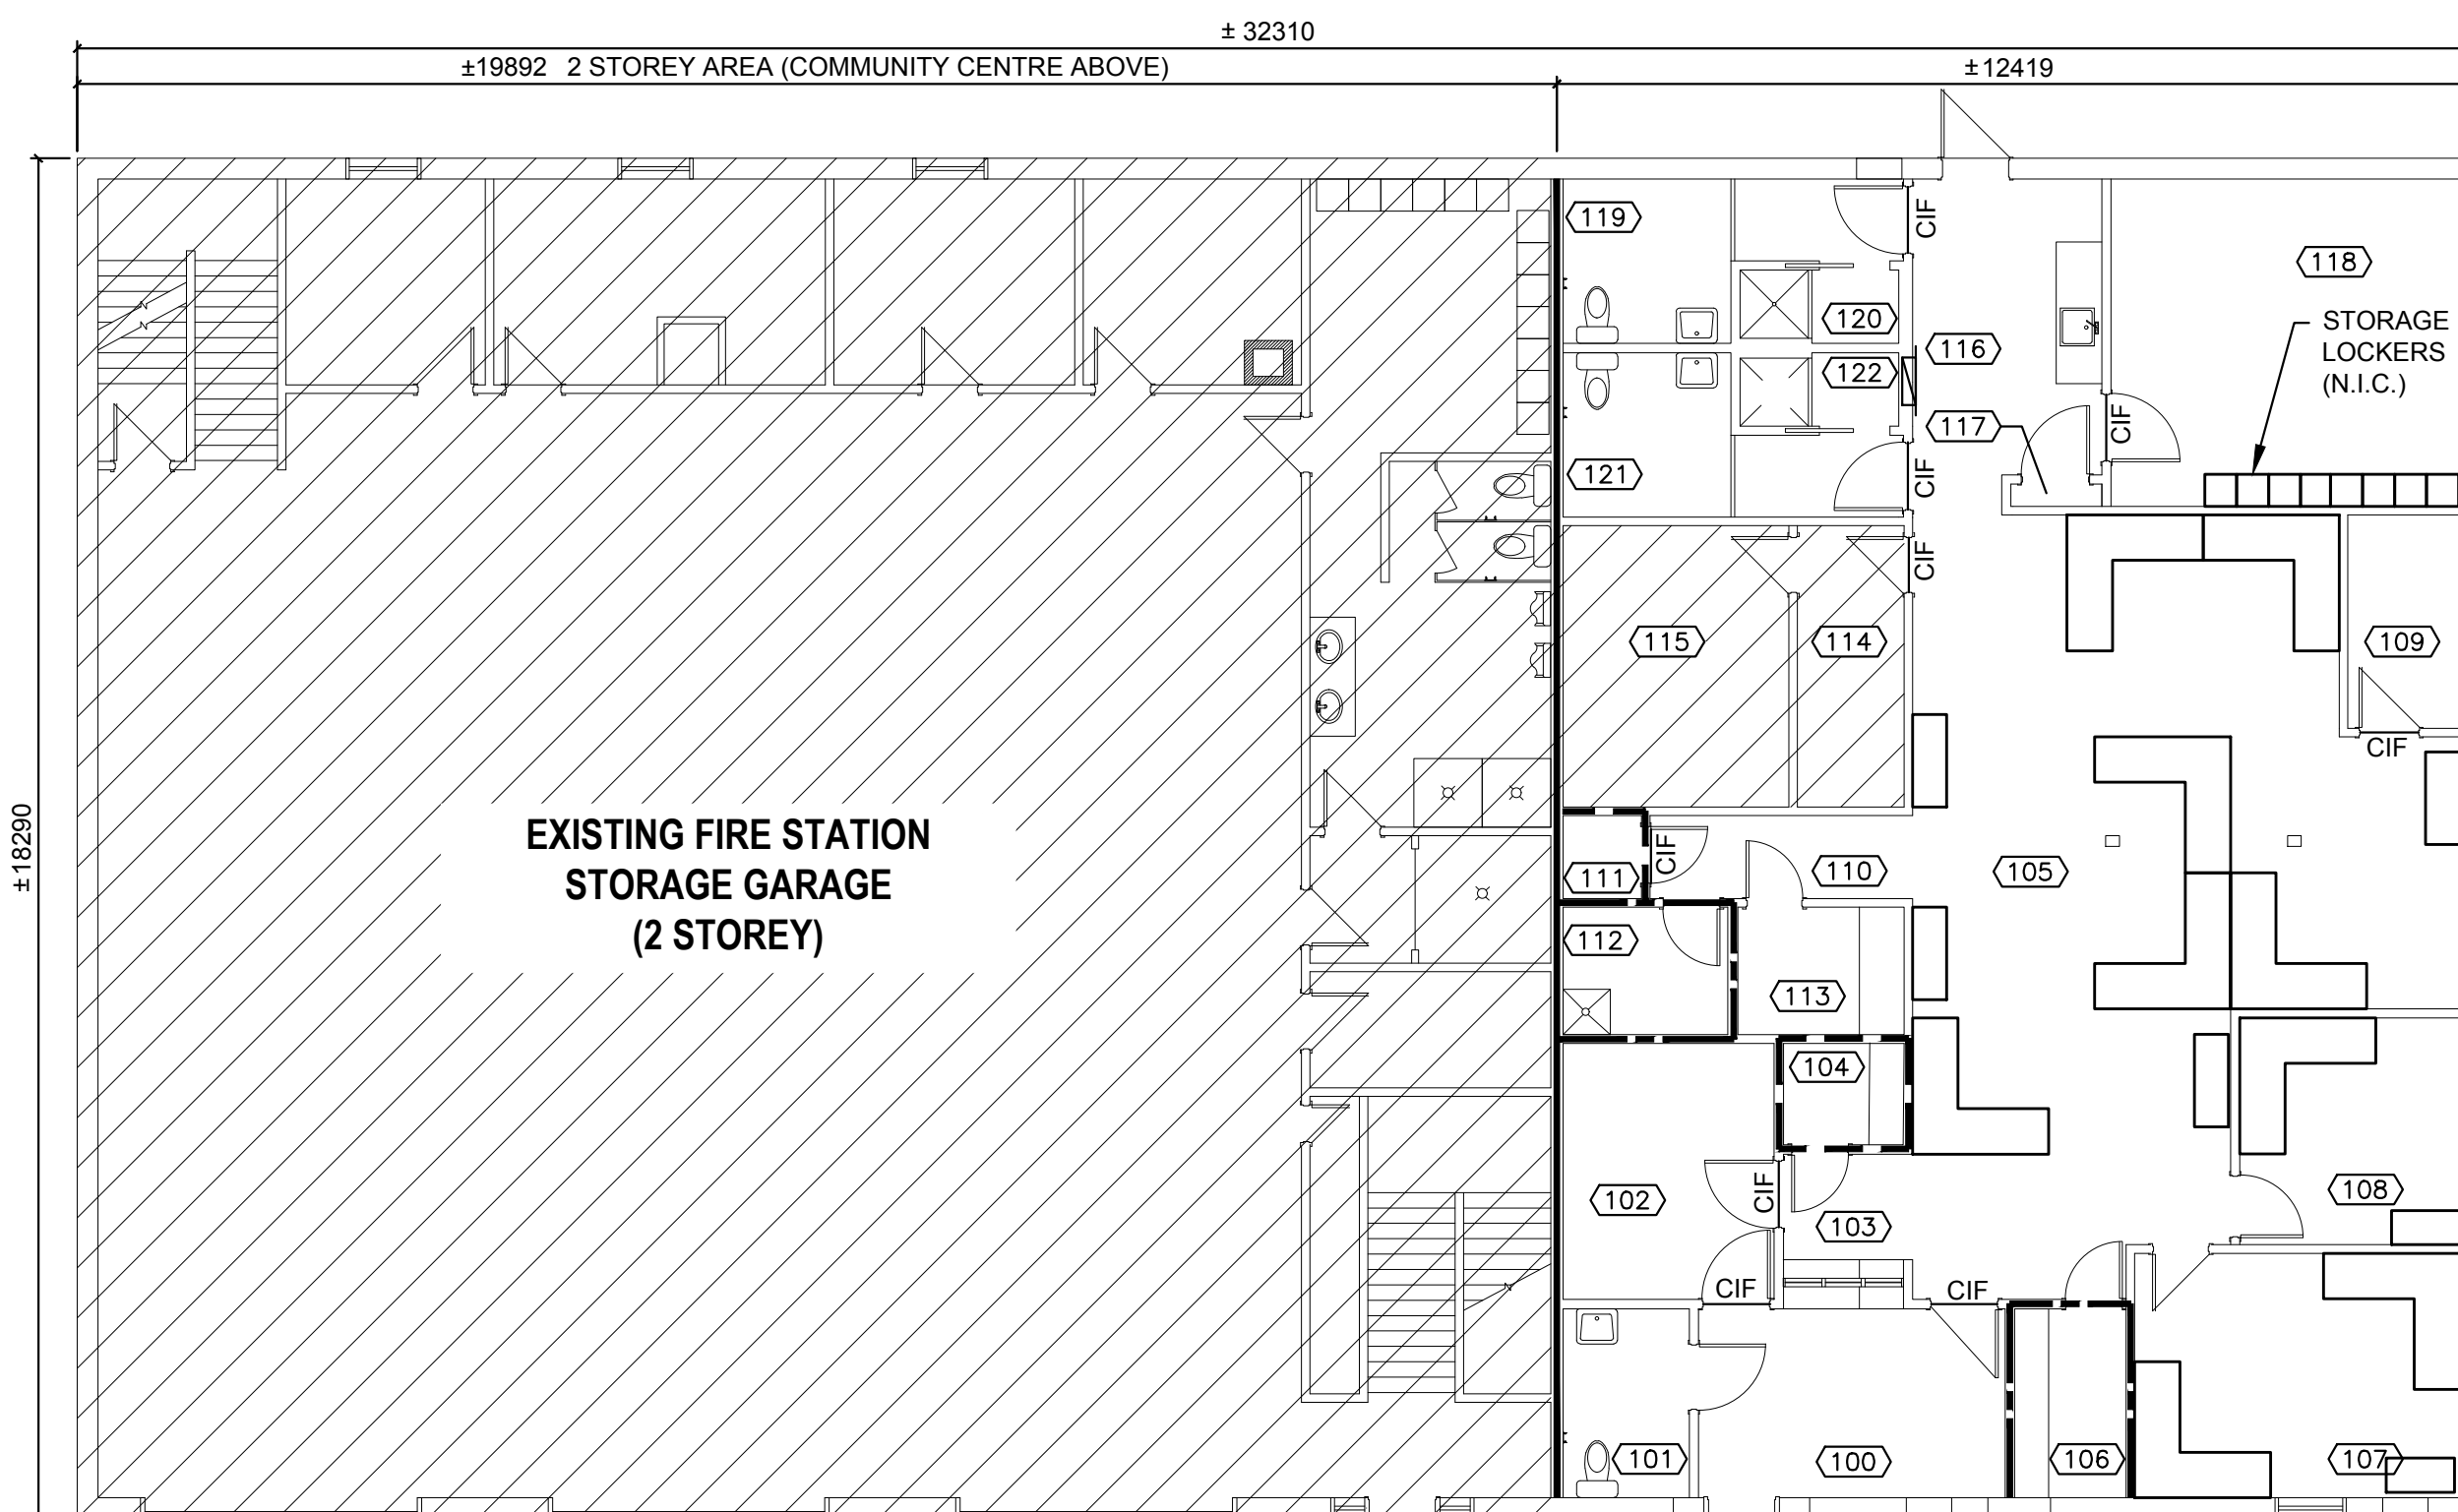 ± 32310
±19892 2 STOREY AREA (COMMUNITY CENTRE ABOVE)
±12419
±18290
119
CIF
118
120
STORAGE
LOCKERS
(N.I.C.)
116
122
117
CIF
121
CIF
CIF
115
114
109
CIF
EXISTING FIRE STATION
STORAGE GARAGE
(2 STOREY)
CIF
111
110
105
112
113
104
102
CIF
103
108
CIF
CIF
101
100
106
107